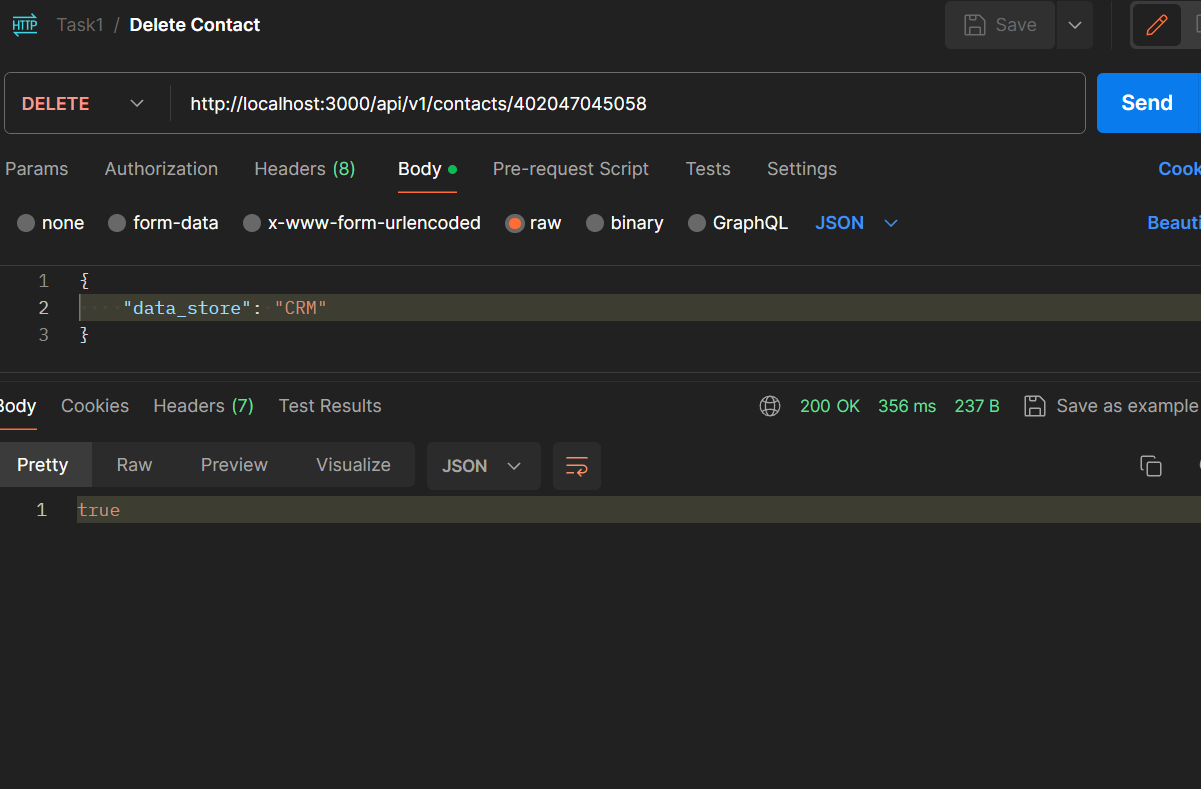 HTTP Task1 / Delete Contact Save
DELETE http://localhost:3000/api/v1/contacts/402047045058 Send
Params Authorization Headers (8) Body Pre-request Script Tests Settings Cook
none form-data x-www-form-urlencoded raw binary GraphQL JSON Beauti
1 {
2 "data_store": "CRM"
3 }
Body Cookies Headers (7) Test Results 200 OK 356 ms 237 B Save as example
Pretty Raw Preview Visualize JSON
1 true